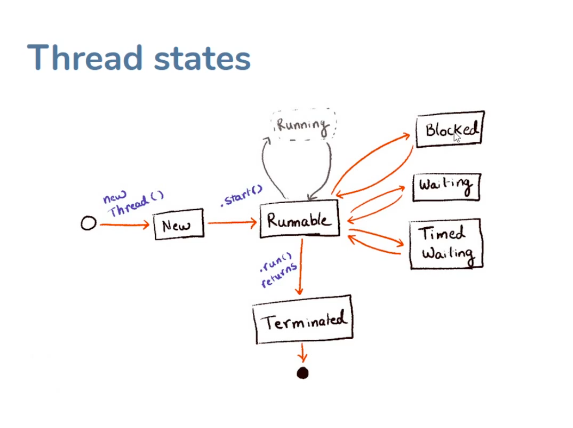 Thread states
Running
Blocked
new
Thread()
.start()
Waiting
New
Runnable
Timed
Waiting
.run()
returns
Terminated